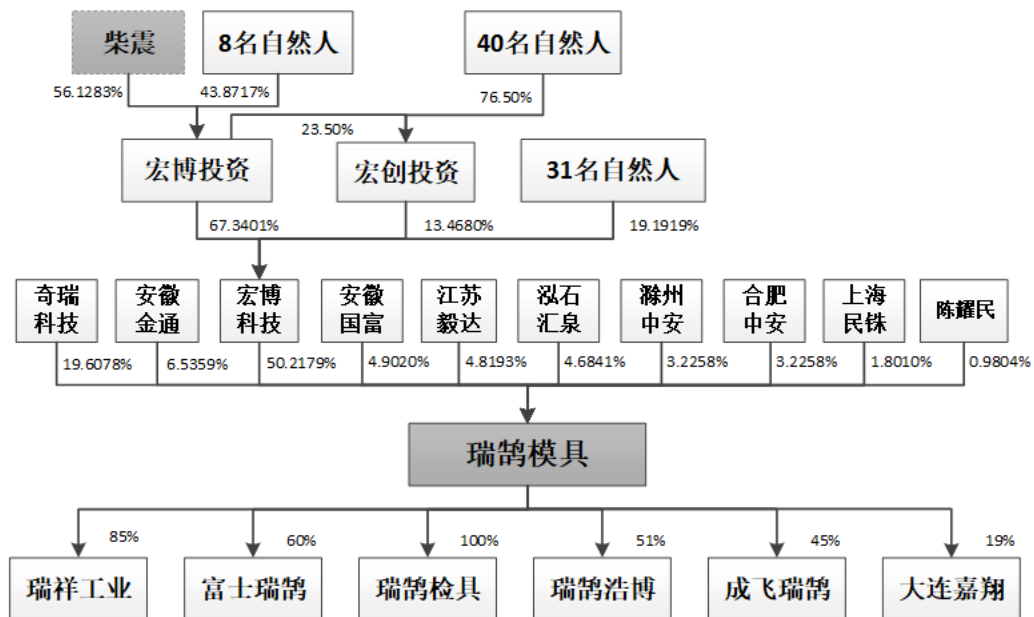 柴震
8名自然人
40名自然人
56.1283%
43.8717%
76.50%
23.50%
宏博投资
宏创投资
31名自然人
67.3401%
13.4680%
19.1919%
奇瑞
科技
安徽
金通
宏博
科技
安徽
国富
江苏
毅达
泓石
汇泉
滁州
中安
合肥
中安
上海
民铢
陈耀民
19.6078%
6.5359%
50.2179%
4.9020%
4.8193%
4.6841%
3.2258%
3.2258%
1.8010%
0.9804%
瑞鹄模具
85%
60%
100%
51%
45%
19%
瑞祥工业
富士瑞鹄
瑞鹄检具
瑞鹄浩博
成飞瑞鹄
大连嘉翔